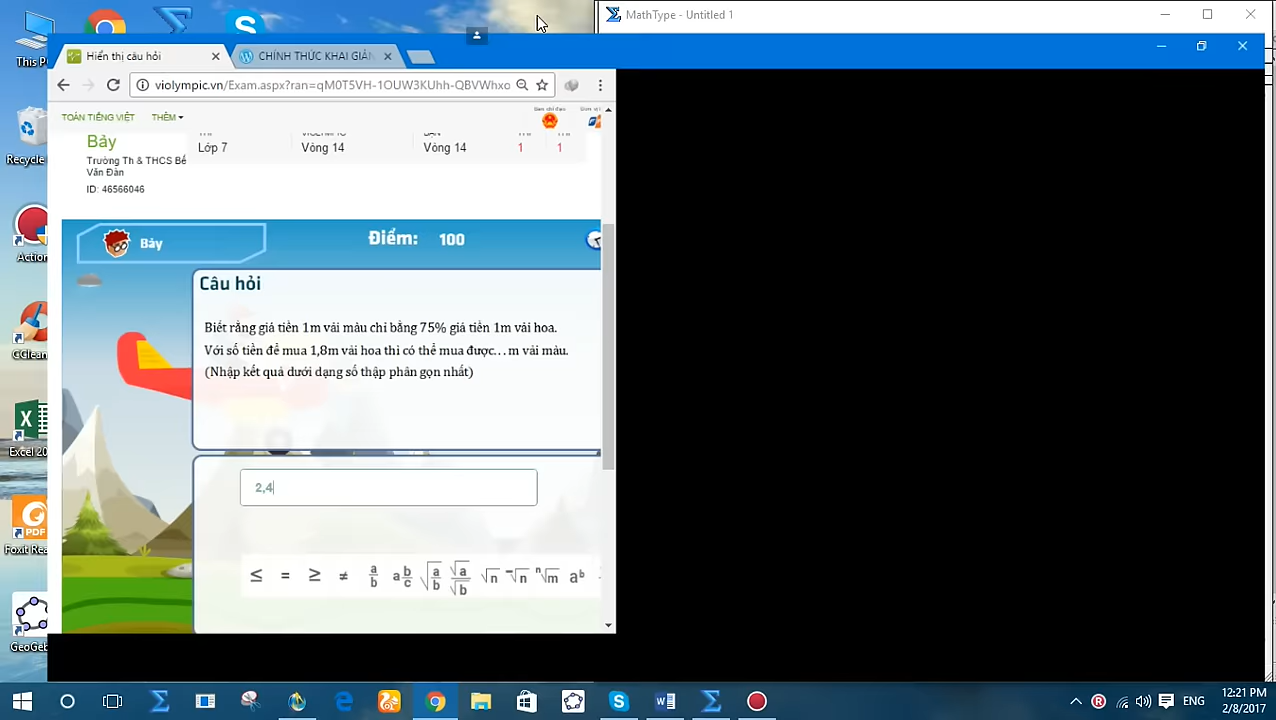 This P
MathType - Untitled 1
Hiển thị câu hỏi
CHÍNH THỨC KHAI GIẢN
violympic.vn/Exam.aspx?ran=qM0T5VH-1OUW3KUhh-QBVWhxo
TOÁN TIẾNG VIỆT
THÊM
Bảy
Lớp 7
Vòng 14
Vòng 14
1
1
Trường Th & THCS Bế
Văn Đàn
ID: 46566046
Recycle
Action
CClean
Excel 20
Foxit Rea
GeoGeb
Bảy
Điểm: 100
Câu hỏi
Biết rằng giá tiền 1m vải màu chỉ bằng 75% giá tiền 1m vải hoa.
Với số tiền để mua 1,8m vải hoa thì có thể mua được...m vải màu.
(Nhập kết quả dưới dạng số thập phân gọn nhất)
2,4
≤ = ≥ ≠ a/b a b/c √a/b √a/√b √n -√n ⁿ√m aᵇ
ENG
12:21 PM
2/8/2017